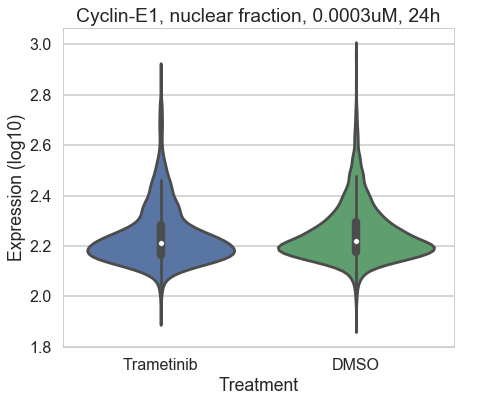 Cyclin-E1, nuclear fraction, 0.0003uM, 24h
Expression (log10)
3.0
2.8
2.6
2.4
2.2
2.0
1.8
Trametinib
DMSO
Treatment